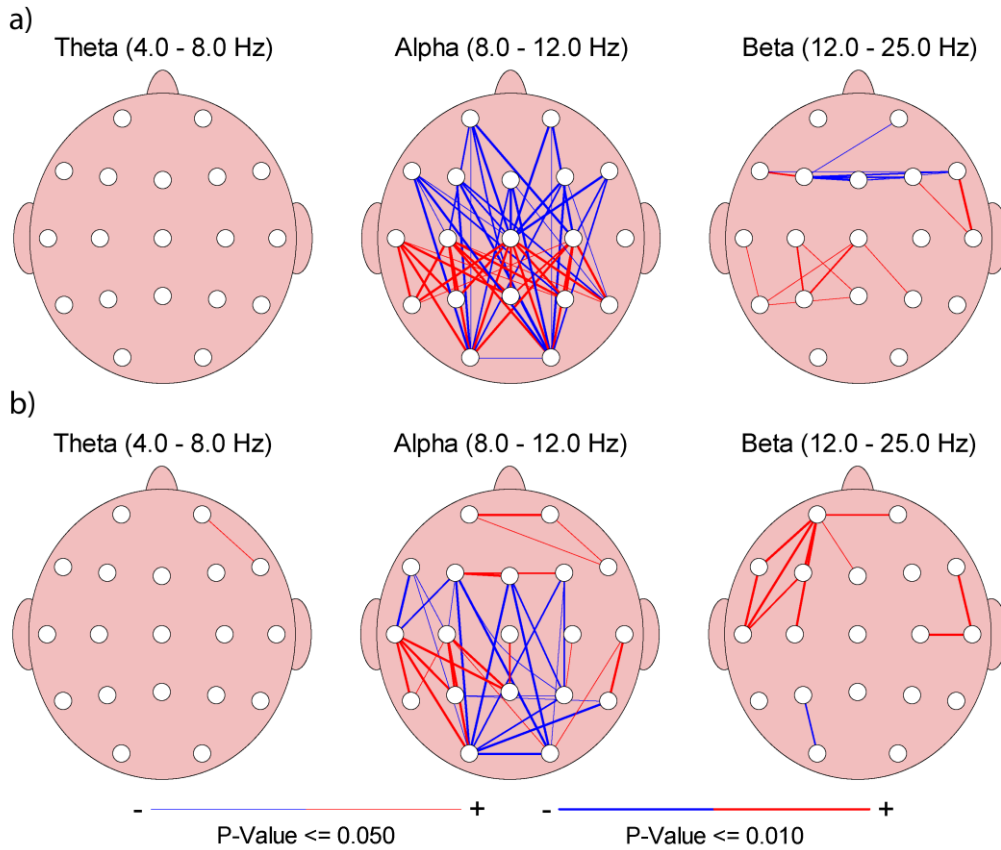 a)
Theta (4.0 - 8.0 Hz) Alpha (8.0 - 12.0 Hz) Beta (12.0 - 25.0 Hz)
b)
Theta (4.0 - 8.0 Hz) Alpha (8.0 - 12.0 Hz) Beta (12.0 - 25.0 Hz)
- + - +
P-Value <= 0.050 P-Value <= 0.010